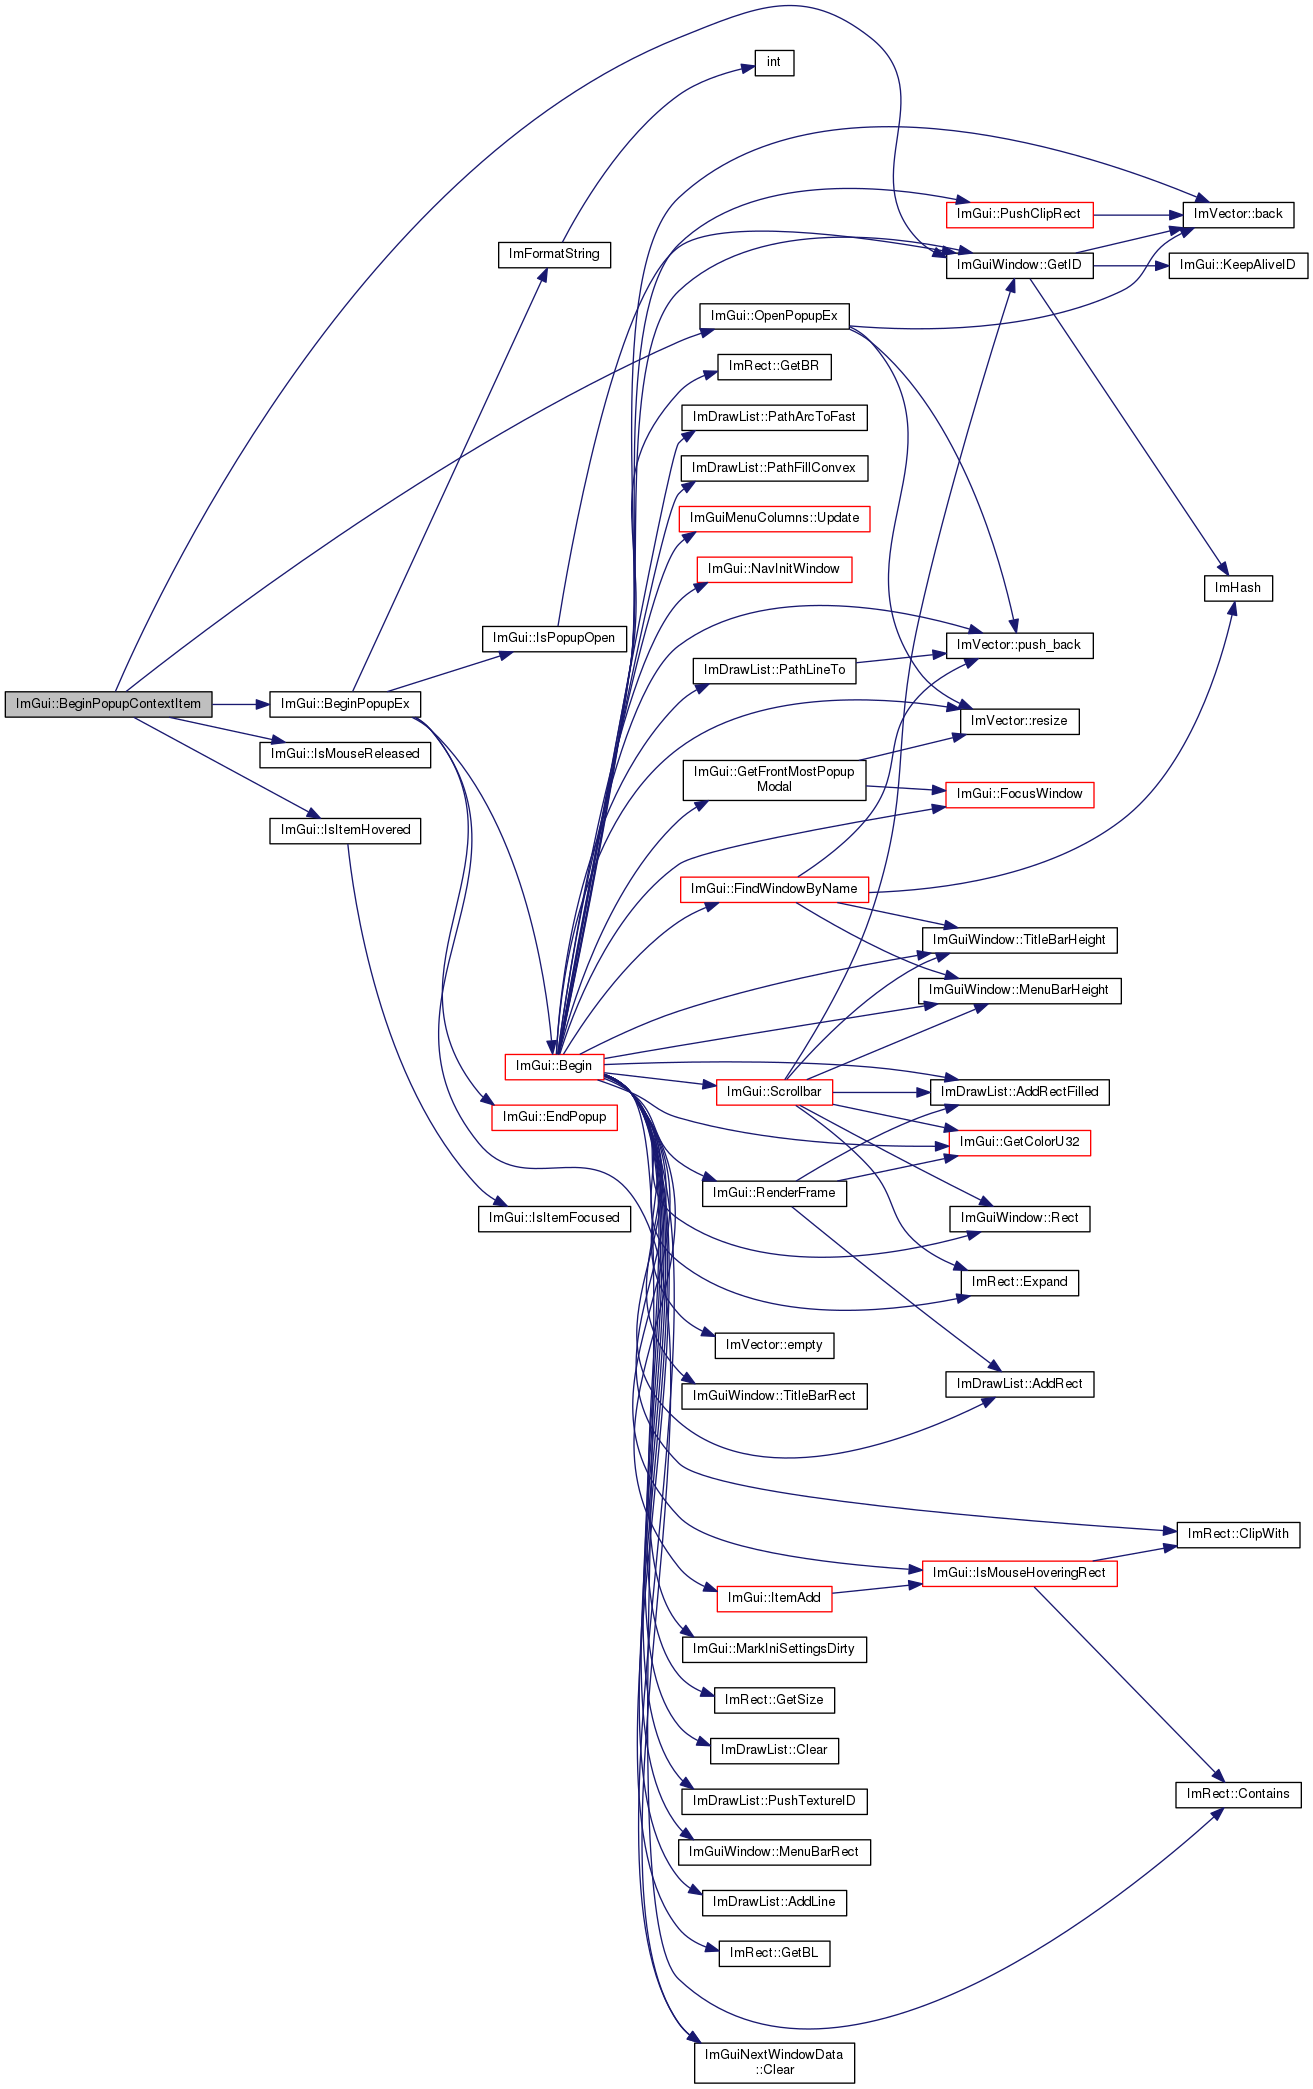 int
ImGui::PushClipRect
ImVector::back
ImFormatString
ImGuiWindow::GetID
ImGui::KeepAliveID
ImGui::OpenPopupEx
ImRect::GetBR
ImDrawList::PathArcToFast
ImDrawList::PathFillConvex
ImGuiMenuColumns::Update
ImGui::NavInitWindow
ImHash
ImGui::IsPopupOpen
ImVector::push_back
ImDrawList::PathLineTo
ImGui::BeginPopupContextItem
ImGui::BeginPopupEx
ImVector::resize
ImGui::IsMouseReleased
ImGui::GetFrontMostPopup
Modal
ImGui::FocusWindow
ImGui::IsItemHovered
ImGui::FindWindowByName
ImGuiWindow::TitleBarHeight
ImGuiWindow::MenuBarHeight
ImGui::Begin
ImGui::Scrollbar
ImDrawList::AddRectFilled
ImGui::EndPopup
ImGui::GetColorU32
ImGui::RenderFrame
ImGui::IsItemFocused
ImGuiWindow::Rect
ImRect::Expand
ImVector::empty
ImGuiWindow::TitleBarRect
ImDrawList::AddRect
ImRect::ClipWith
ImGui::IsMouseHoveringRect
ImGui::ItemAdd
ImGui::MarkIniSettingsDirty
ImRect::GetSize
ImDrawList::Clear
ImDrawList::PushTextureID
ImRect::Contains
ImGuiWindow::MenuBarRect
ImDrawList::AddLine
ImRect::GetBL
ImGuiNextWindowData
::Clear